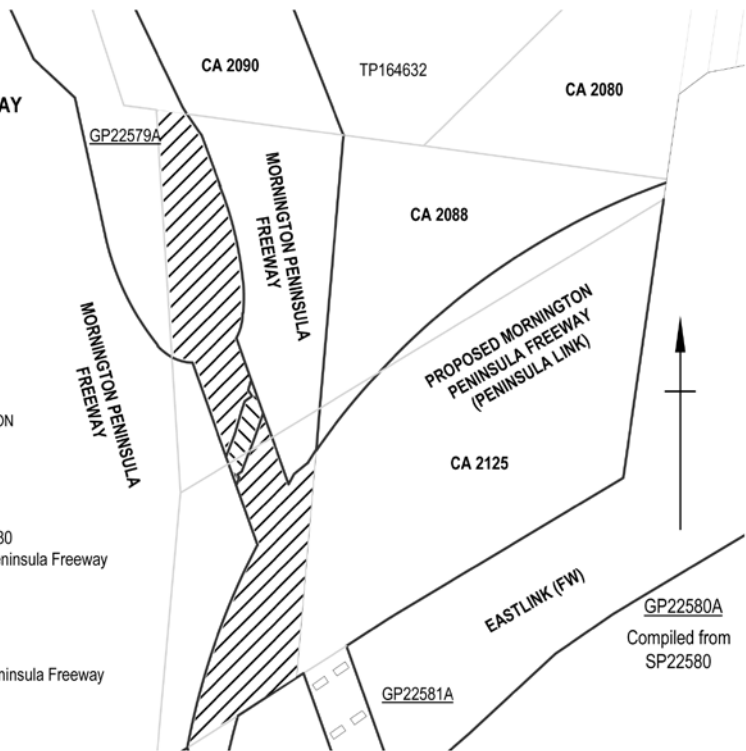 CA 2090
TP164632
CA 2080
AY
GP22579A
MORNINGTON PENINSULA
FREEWAY
CA 2088
MORNINGTON PENINSULA
FREEWAY
PROPOSED MORNINGTON
PENINSULA FREEWAY
(PENINSULA LINK)
ON
CA 2125
80
eninsula Freeway
EASTLINK (FW)
GP22580A
Compiled from
SP22580
ninsula Freeway
GP22581A